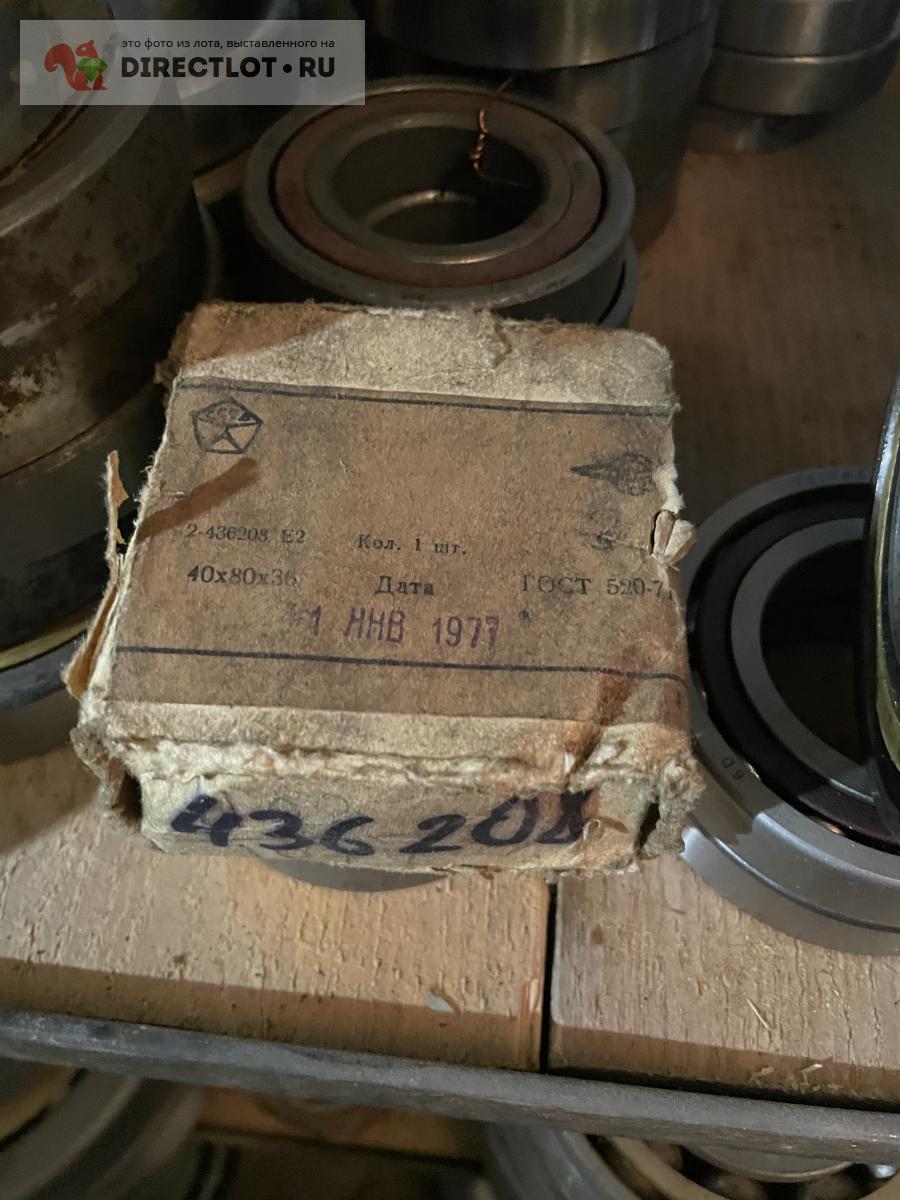 это фото из лота, выставленного на
DIRECTLOT•RU
2-436208 E2
Кол. 1 шт.
40х80х36
Дата
ГОСТ 520-71
1 ЯНВ 1977
436208